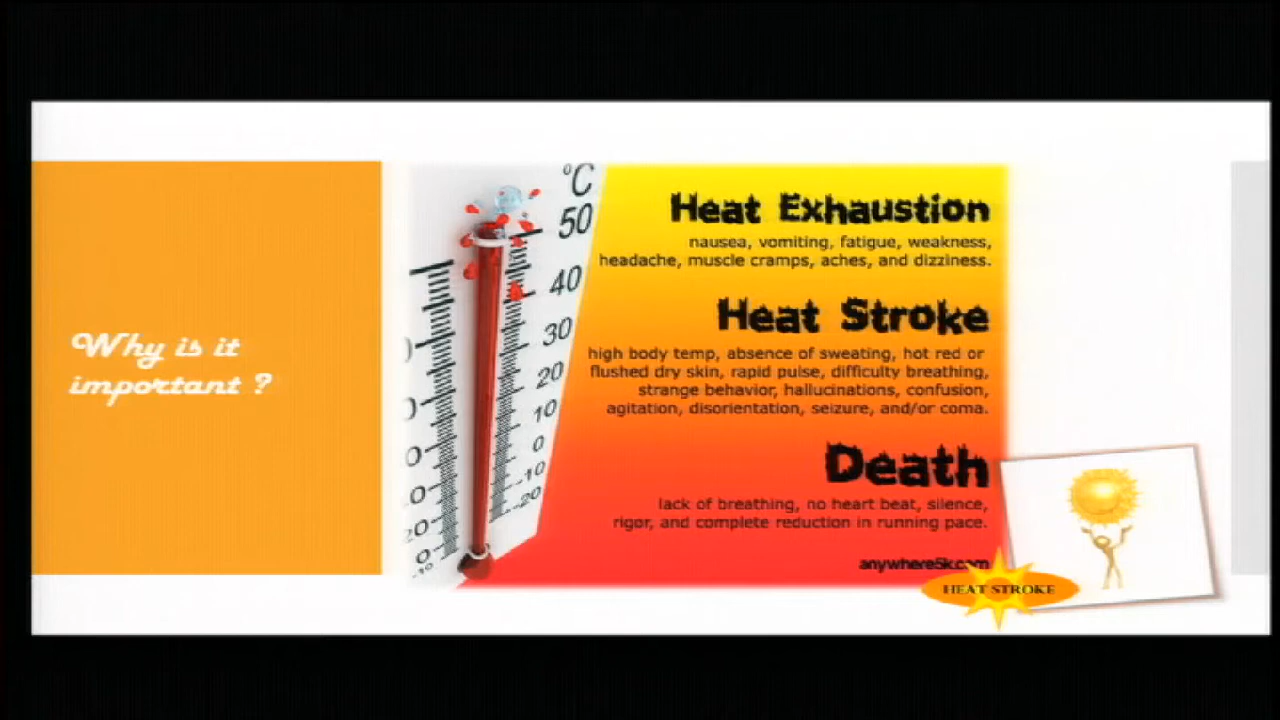 Why is it
important ?
°C
50
40
30
20
10
0
-10
-20
Heat Exhaustion
nausea, vomiting, fatigue, weakness,
headache, muscle cramps, aches, and dizziness.
Heat Stroke
high body temp, absence of sweating, hot red or
flushed dry skin, rapid pulse, difficulty breathing,
strange behavior, hallucinations, confusion,
agitation, disorientation, seizure, and/or coma.
Death
lack of breathing, no heart beat, silence,
rigor, and complete reduction in running pace.
anywhere5k.com
HEAT STROKE